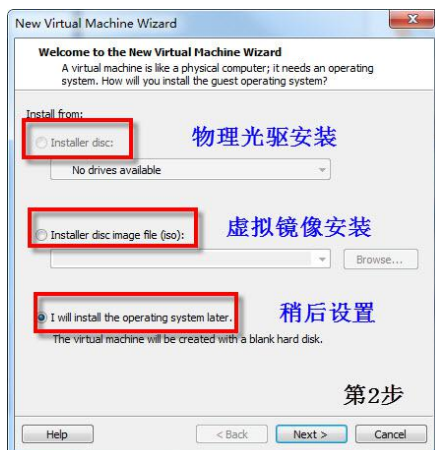 New Virtual Machine Wizard
Welcome to the New Virtual Machine Wizard
A virtual machine is like a physical computer; it needs an operating
system. How will you install the guest operating system?
Install from:
Installer disc:
物理光驱安装
No drives available
Installer disc image file (iso):
虚拟镜像安装
Browse...
I will install the operating system later.
稍后设置
The virtual machine will be created with a blank hard disk.
第2步
Help
< Back
Next >
Cancel